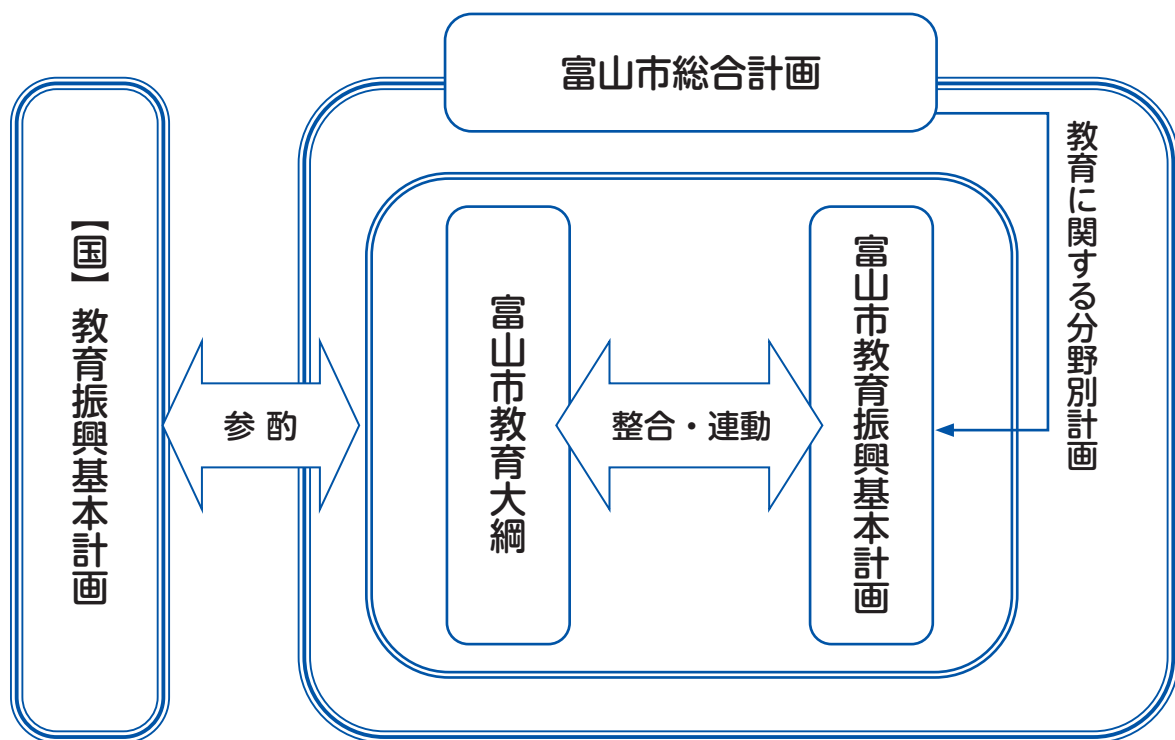 富山市総合計画
【国】教育振興基本計画
参 酌
富山市教育大綱
整合・連動
富山市教育振興基本計画
教育に関する分野別計画